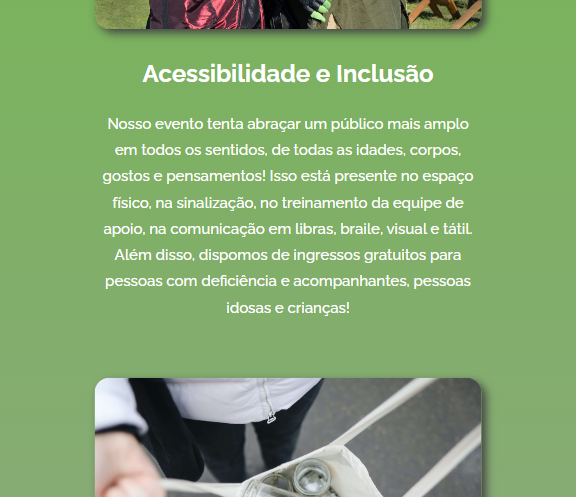 Acessibilidade e Inclusão
Nosso evento tenta abraçar um público mais amplo
em todos os sentidos, de todas as idades, corpos,
gostos e pensamentos! Isso está presente no espaço
físico, na sinalização, no treinamento da equipe de
apoio, na comunicação em libras, braile, visual e tátil.
Além disso, dispomos de ingressos gratuitos para
pessoas com deficiência e acompanhantes, pessoas
idosas e crianças!